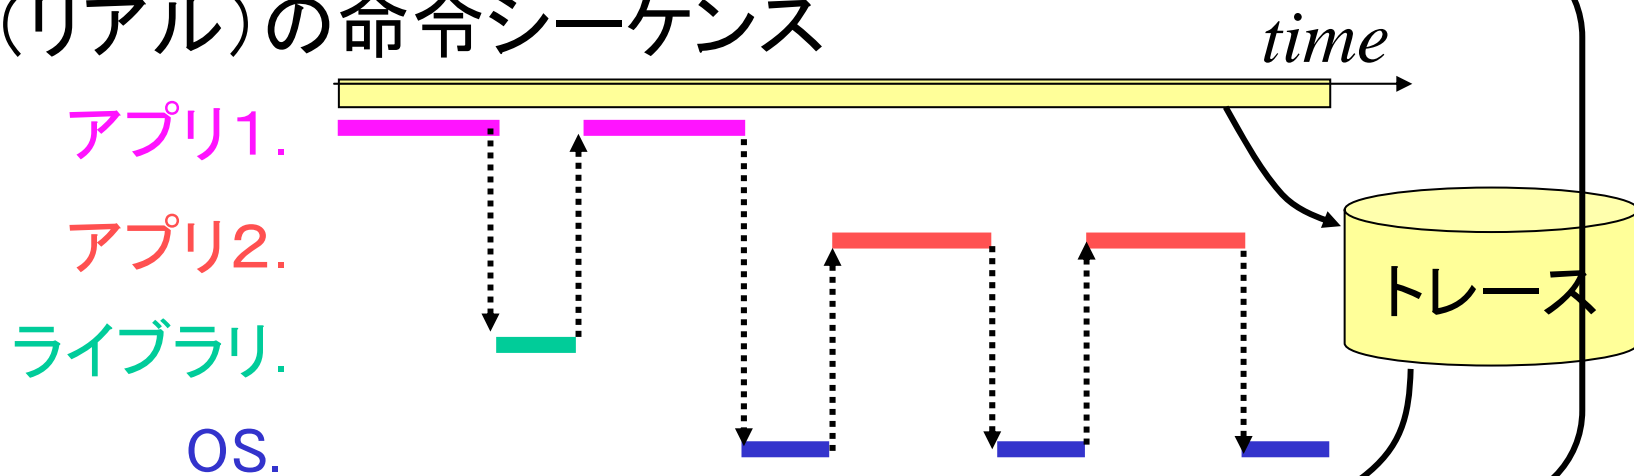 (リアル)の命令シーケンス
time
アプリ1.
アプリ2.
トレース
ライブラリ.
OS.